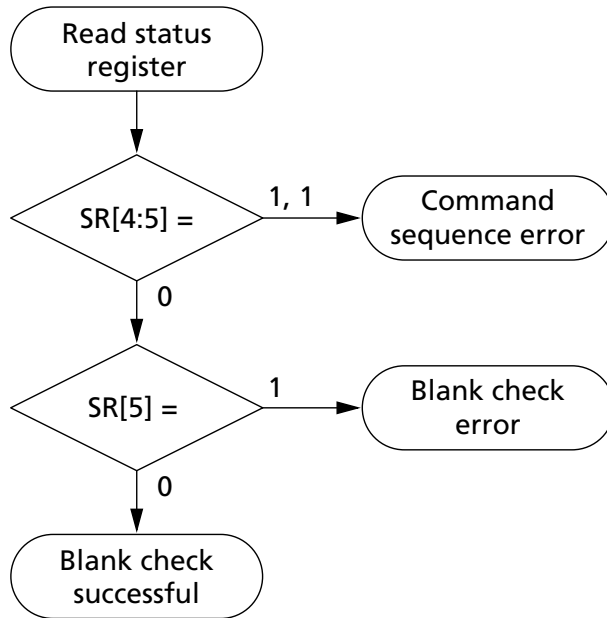 Read status
register
SR[4:5] =
1, 1
Command
sequence error
0
SR[5] =
1
Blank check
error
0
Blank check
successful